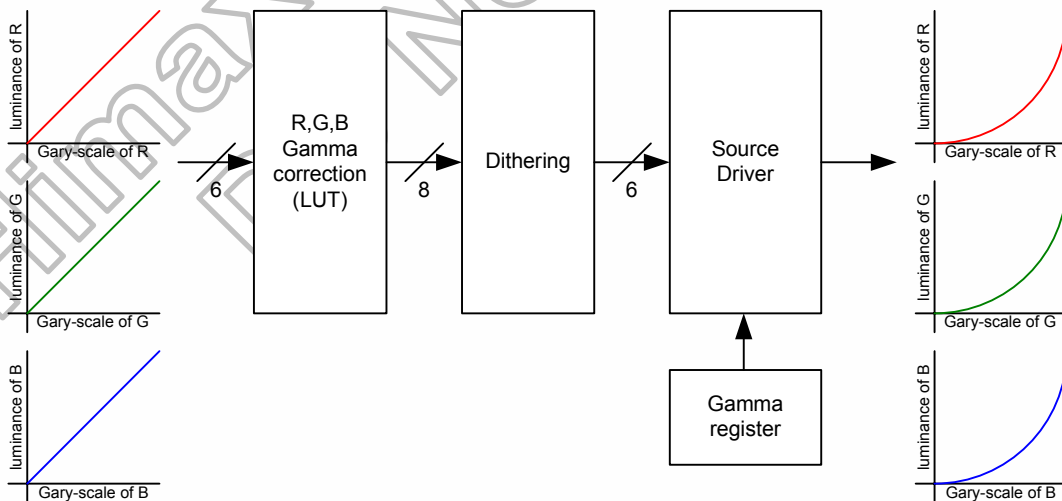 luminance of R
Gary-scale of R
luminance of G
Gary-scale of G
luminance of B
Gary-scale of B
6
R,G,B
Gamma
correction
(LUT)
8
Dithering
6
Source
Driver
Gamma
register
luminance of R
Gary-scale of R
luminance of G
Gary-scale of G
luminance of B
Gary-scale of B
Himax